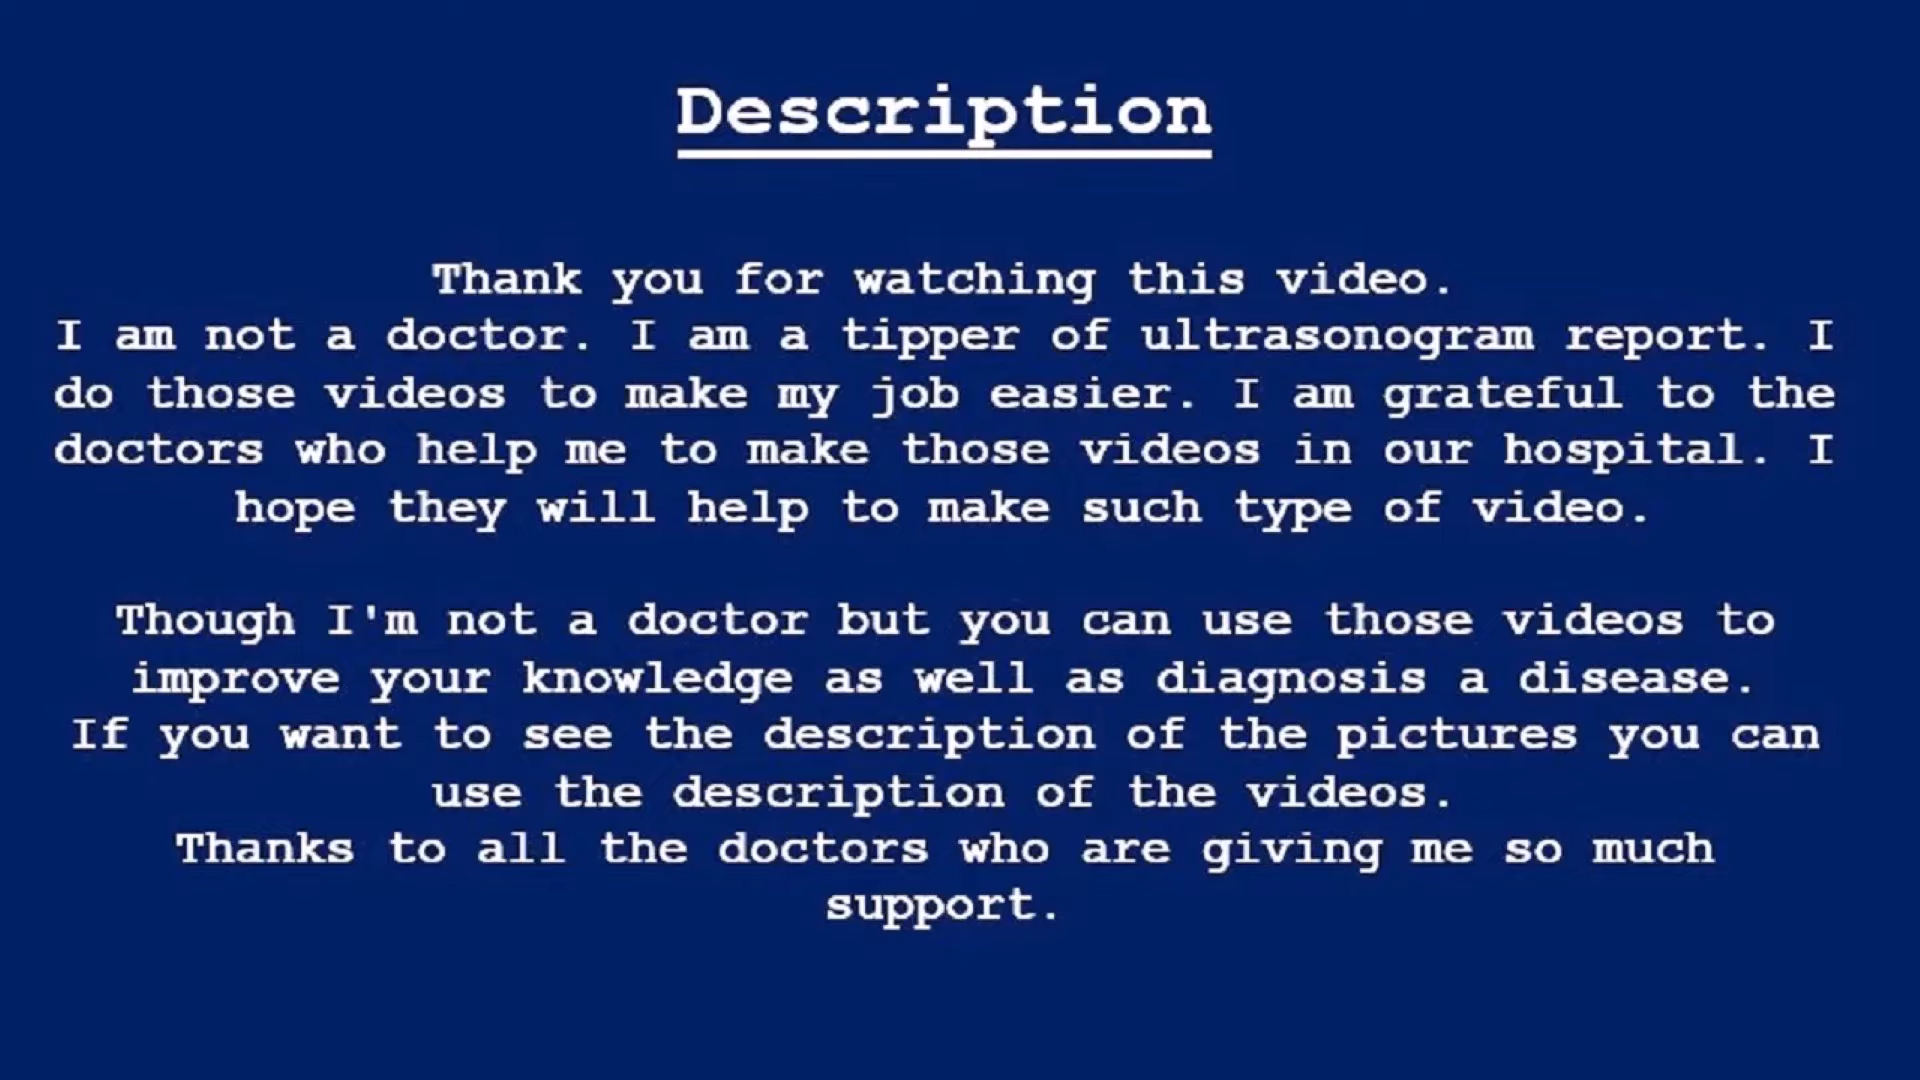 Description
Thank you for watching this video.
I am not a doctor. I am a tipper of ultrasonogram report. I
do those videos to make my job easier. I am grateful to the
doctors who help me to make those videos in our hospital. I
hope they will help to make such type of video.
Though I'm not a doctor but you can use those videos to
improve your knowledge as well as diagnosis a disease.
If you want to see the description of the pictures you can
use the description of the videos.
Thanks to all the doctors who are giving me so much
support.